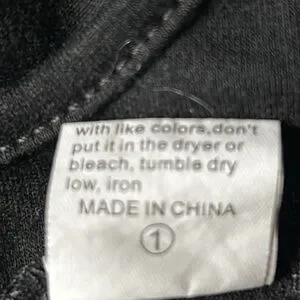 with like colors,don't
put it in the dryer or
bleach, tumble dry
low, iron
MADE IN CHINA
1